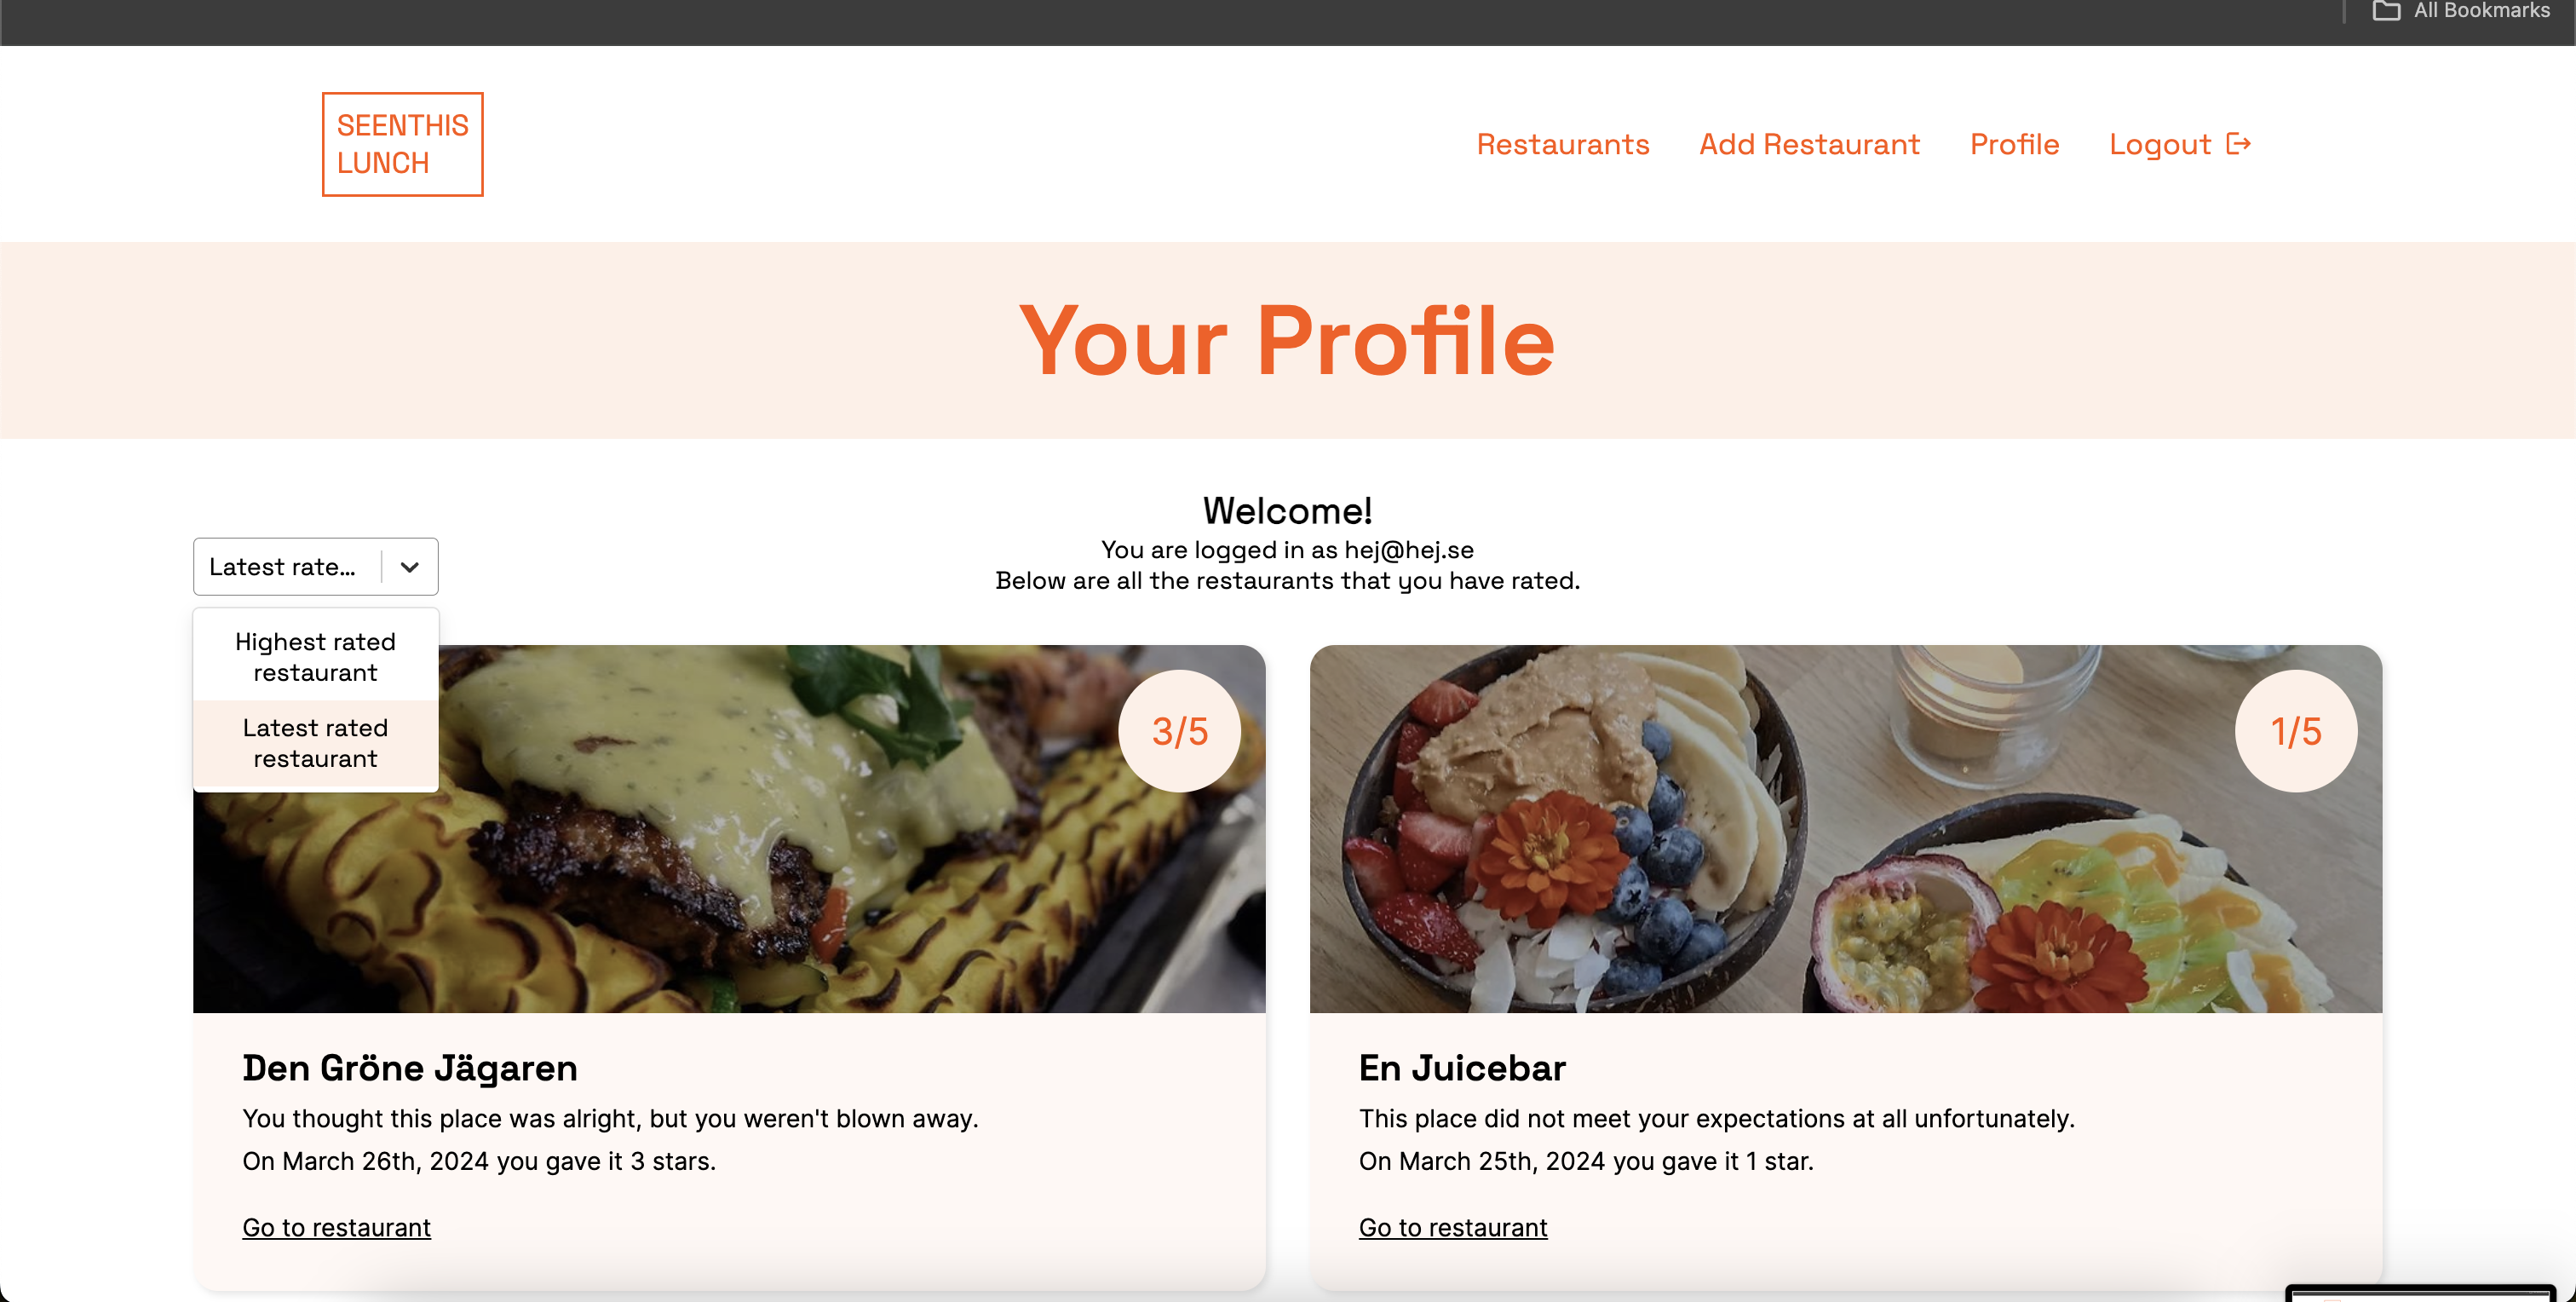 All Bookmarks
SEENTHIS
LUNCH
Restaurants Add Restaurant Profile Logout
Your Profile
Welcome!
You are logged in as hej@hej.se
Below are all the restaurants that you have rated.
Latest rate...
Highest rated
restaurant
Latest rated
restaurant
3/5
1/5
Den Gröne Jägaren
You thought this place was alright, but you weren't blown away.
On March 26th, 2024 you gave it 3 stars.
Go to restaurant
En Juicebar
This place did not meet your expectations at all unfortunately.
On March 25th, 2024 you gave it 1 star.
Go to restaurant